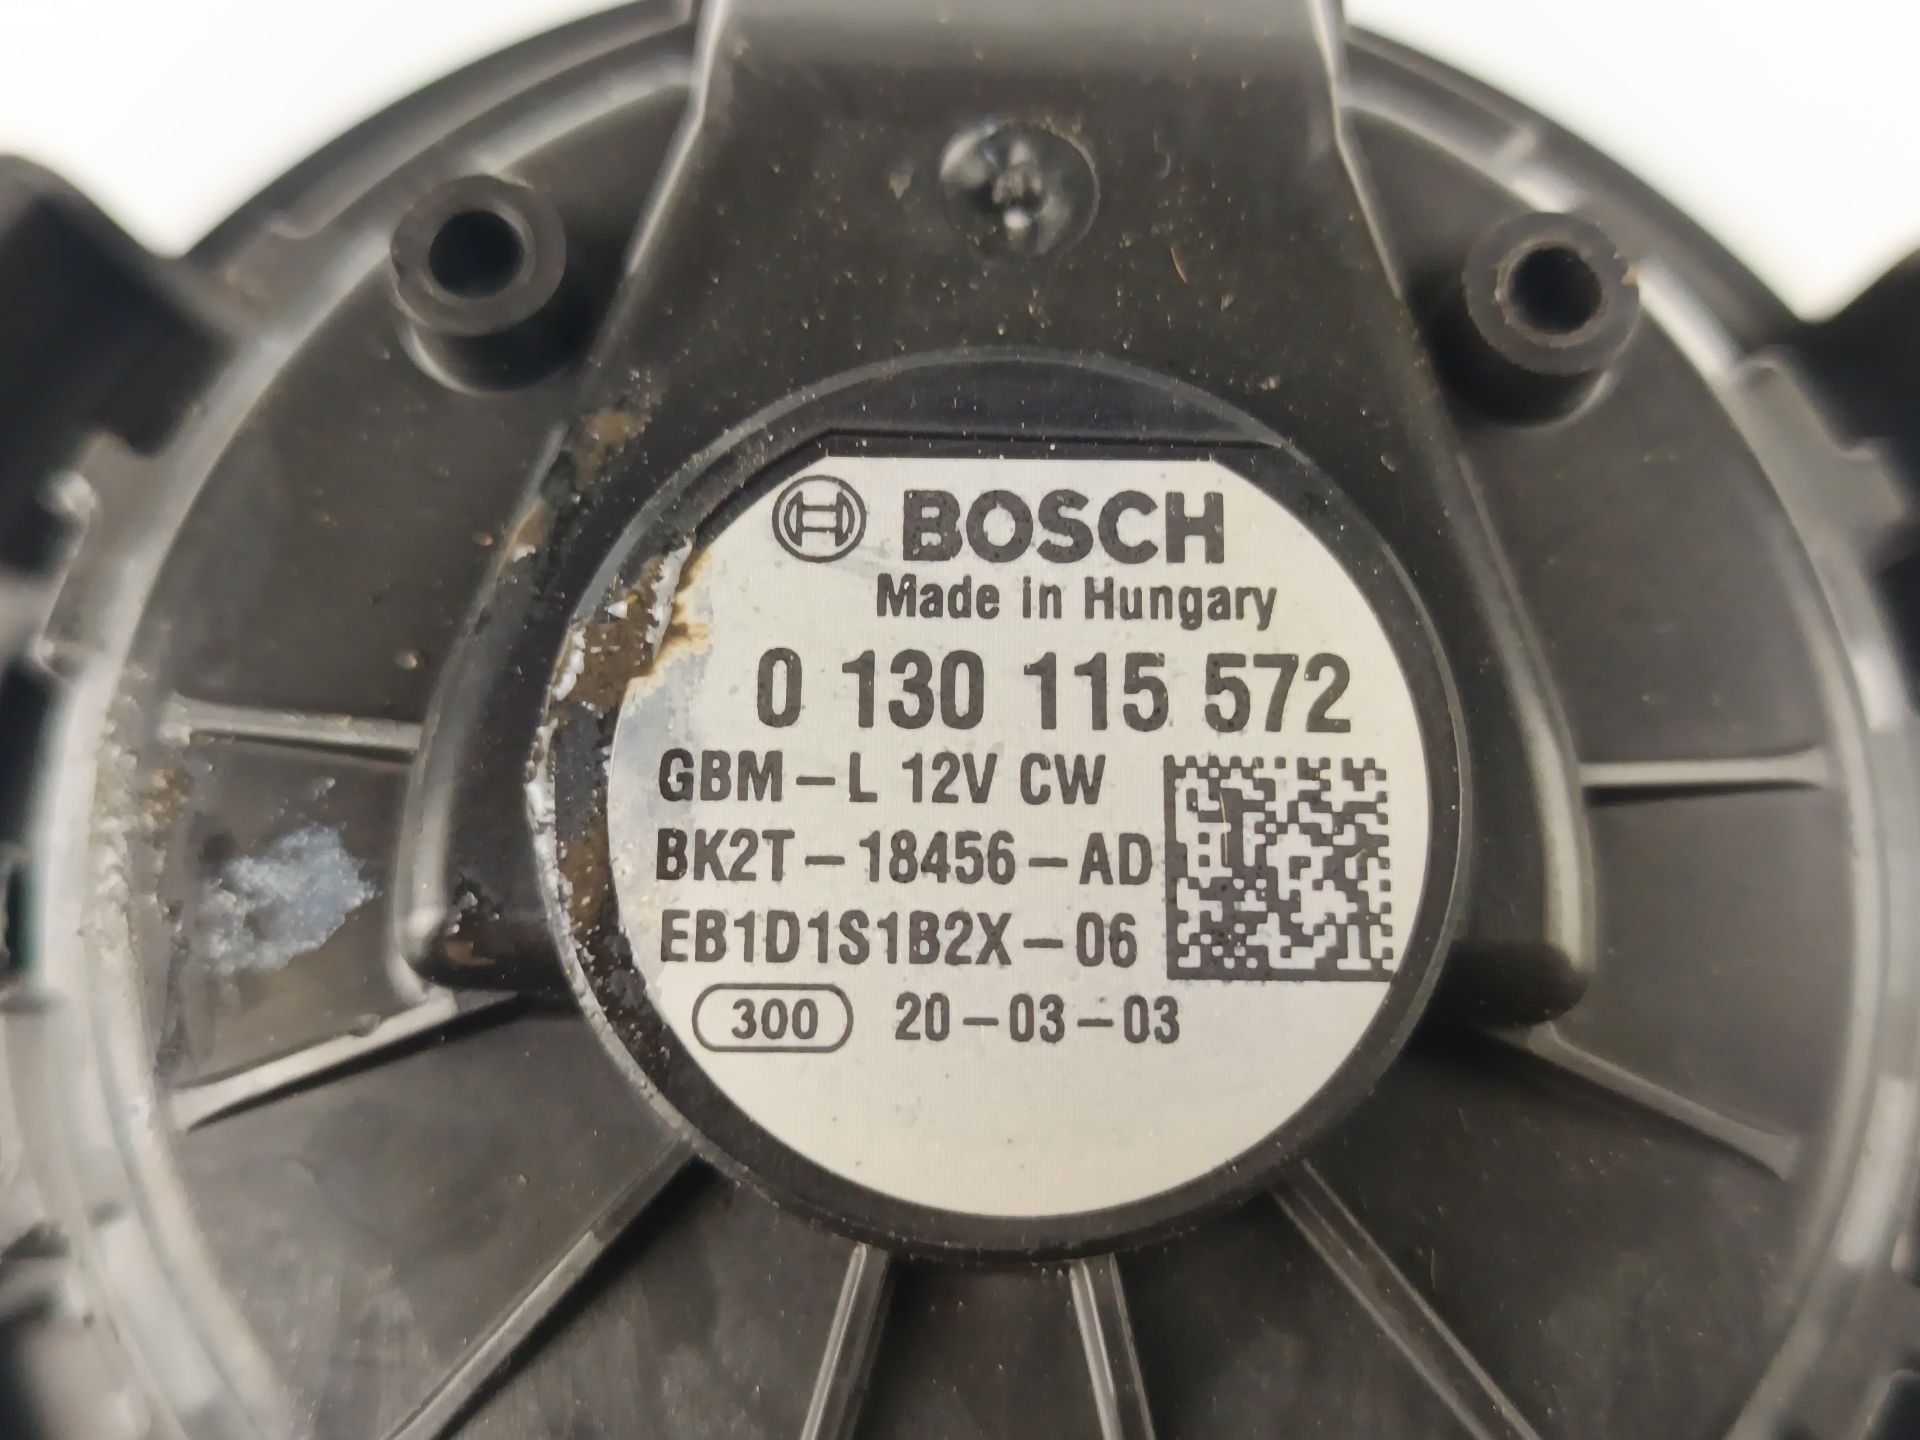 BOSCH
Made in Hungary
0 130 115 572
GBM-L 12V CW
BK2T-18456-AD
EB1D1S1B2X-06
300 20-03-03